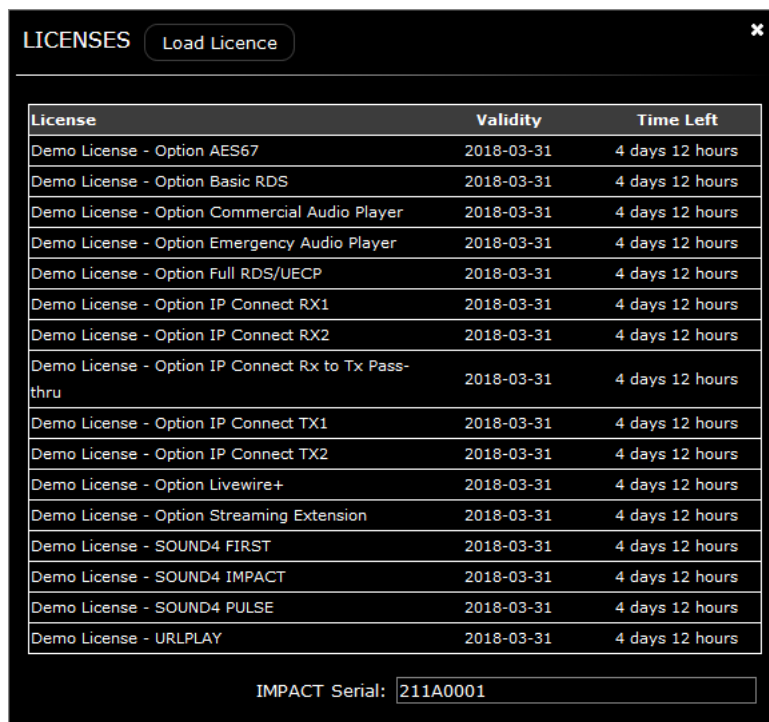 LICENSES Load Licence ✖
License Validity Time Left
Demo License - Option AES67 2018-03-31 4 days 12 hours
Demo License - Option Basic RDS 2018-03-31 4 days 12 hours
Demo License - Option Commercial Audio Player 2018-03-31 4 days 12 hours
Demo License - Option Emergency Audio Player 2018-03-31 4 days 12 hours
Demo License - Option Full RDS/UECP 2018-03-31 4 days 12 hours
Demo License - Option IP Connect RX1 2018-03-31 4 days 12 hours
Demo License - Option IP Connect RX2 2018-03-31 4 days 12 hours
Demo License - Option IP Connect Rx to Tx Pass-
thru 2018-03-31 4 days 12 hours
Demo License - Option IP Connect TX1 2018-03-31 4 days 12 hours
Demo License - Option IP Connect TX2 2018-03-31 4 days 12 hours
Demo License - Option Livewire+ 2018-03-31 4 days 12 hours
Demo License - Option Streaming Extension 2018-03-31 4 days 12 hours
Demo License - SOUND4 FIRST 2018-03-31 4 days 12 hours
Demo License - SOUND4 IMPACT 2018-03-31 4 days 12 hours
Demo License - SOUND4 PULSE 2018-03-31 4 days 12 hours
Demo License - URLPLAY 2018-03-31 4 days 12 hours
IMPACT Serial: 211A0001